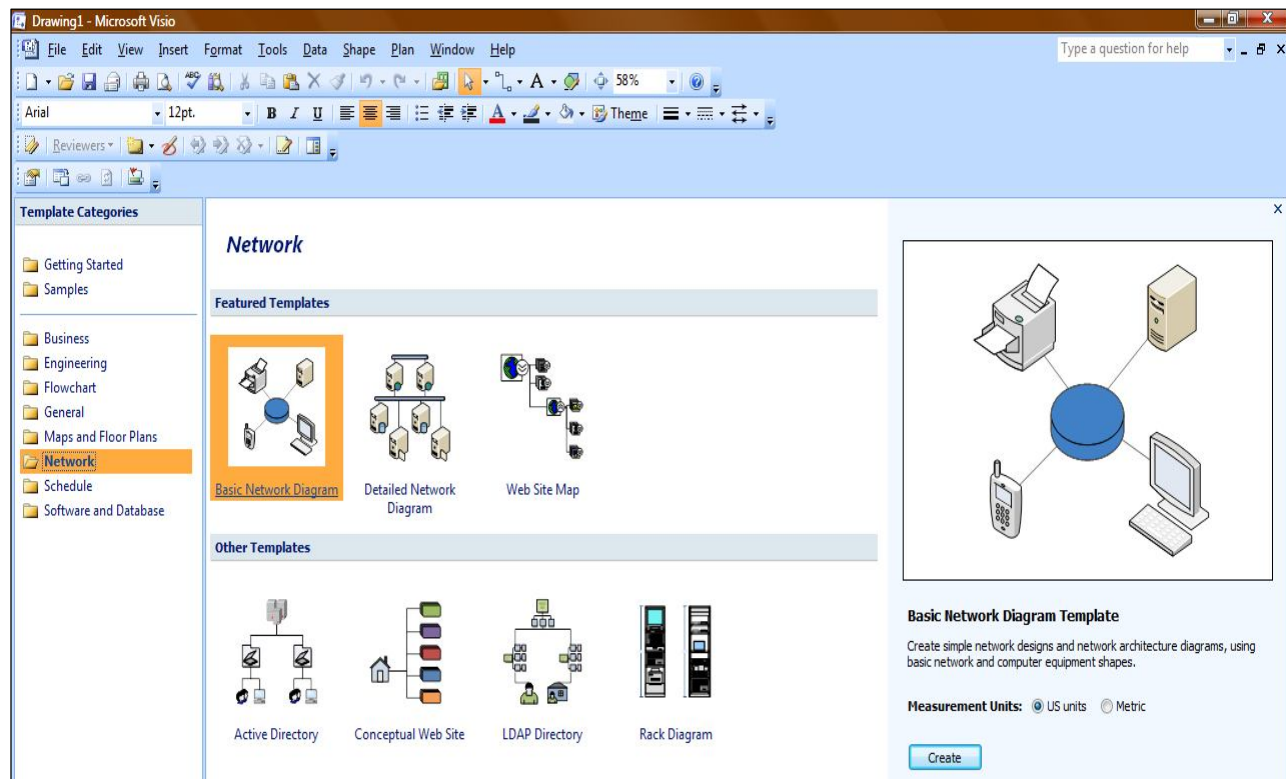 Drawing1 - Microsoft Visio
File Edit View Insert Format Tools Data Shape Plan Window Help
Type a question for help
ABC
A
58%
Arial
12pt.
B I U
A
Theme
Reviewers
Template Categories
Getting Started
Samples
Business
Engineering
Flowchart
General
Maps and Floor Plans
Network
Schedule
Software and Database
Network
Featured Templates
Basic Network Diagram
Detailed Network
Diagram
Web Site Map
Other Templates
Active Directory
Conceptual Web Site
LDAP Directory
Rack Diagram
Basic Network Diagram Template
Create simple network designs and network architecture diagrams, using
basic network and computer equipment shapes.
Measurement Units: US units Metric
Create